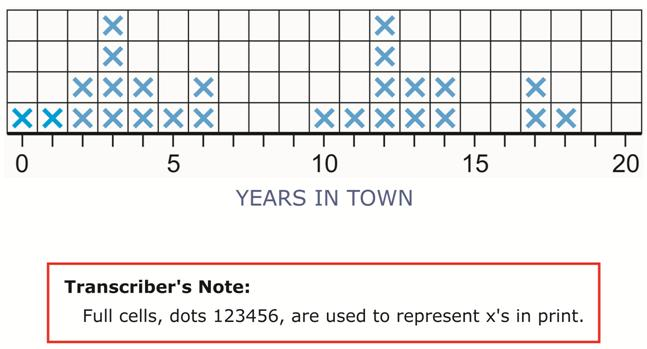 0 5 10 15 20
YEARS IN TOWN
Transcriber's Note:
Full cells, dots 123456, are used to represent x's in print.